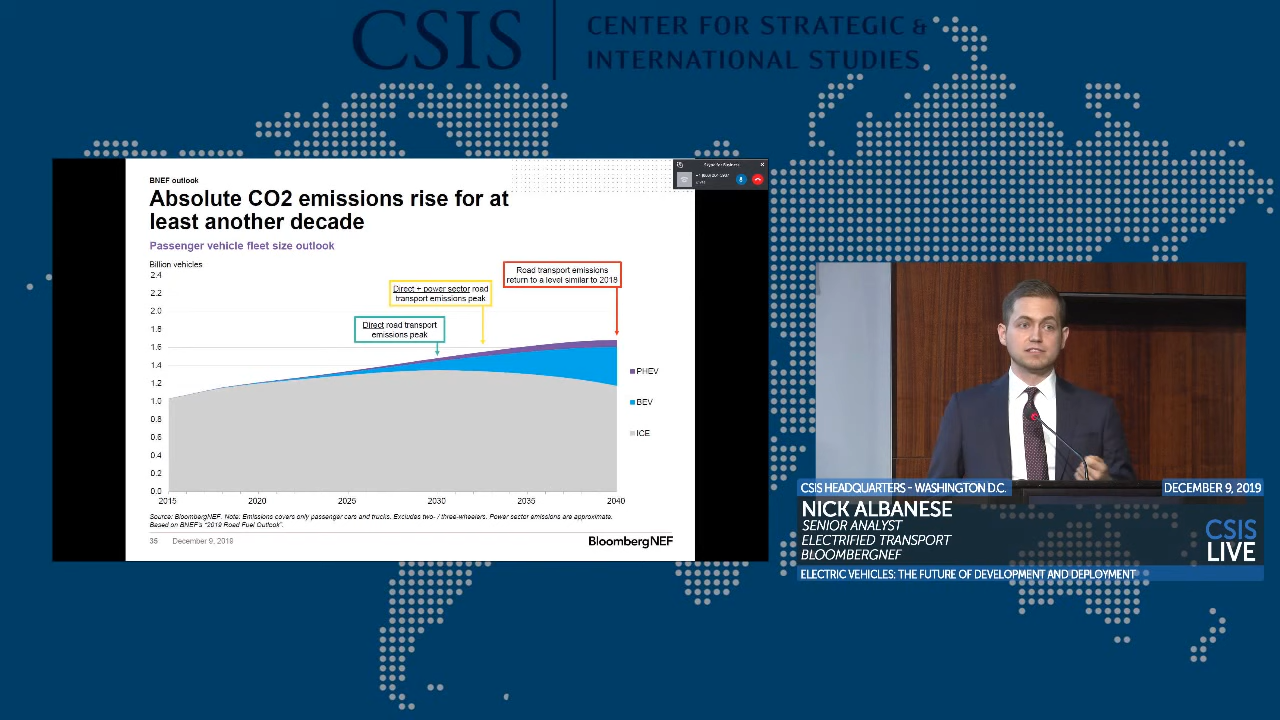 CSIS
CENTER FOR STRATEGIC &
INTERNATIONAL STUDIES
BNEF outlook
Absolute CO2 emissions rise for at
least another decade
Passenger vehicle fleet size outlook
Billion vehicles
2.4
2.2
2.0
1.8
1.6
1.4
1.2
1.0
0.8
0.6
0.4
0.2
0.0
2015 2020 2025 2030 2035 2040
Direct road transport
emissions peak
Direct + power sector road
transport emissions peak
Road transport emissions
return to a level similar to 2018
PHEV
BEV
ICE
Source: BloombergNEF. Note: Emissions covers only passenger cars and trucks. Excludes two- / three-wheelers. Power sector emissions are approximate.
Based on BNEF's "2019 Road Fuel Outlook".
35 December 9, 2019
BloombergNEF
Skype for Business
CSIS HEADQUARTERS - WASHINGTON D.C.
DECEMBER 9, 2019
NICK ALBANESE
SENIOR ANALYST
ELECTRIFIED TRANSPORT
BLOOMBERGNEF
CSIS
LIVE
ELECTRIC VEHICLES: THE FUTURE OF DEVELOPMENT AND DEPLOYMENT